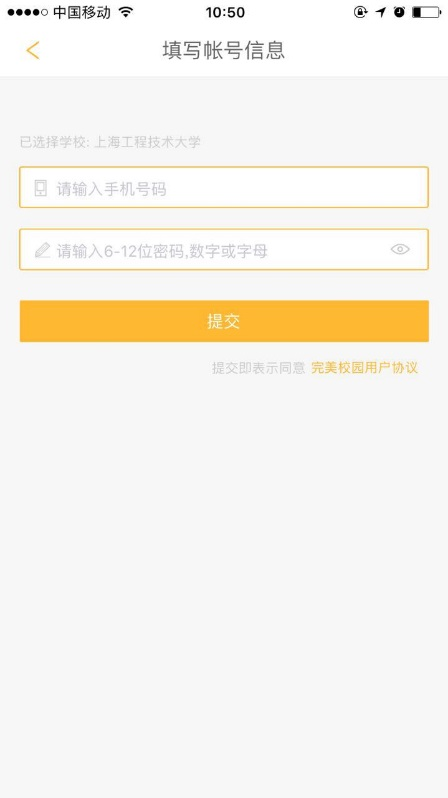 中国移动 10:50
填写帐号信息
已选择学校: 上海工程技术大学
请输入手机号码
请输入6-12位密码,数字或字母
提交
提交即表示同意 完美校园用户协议